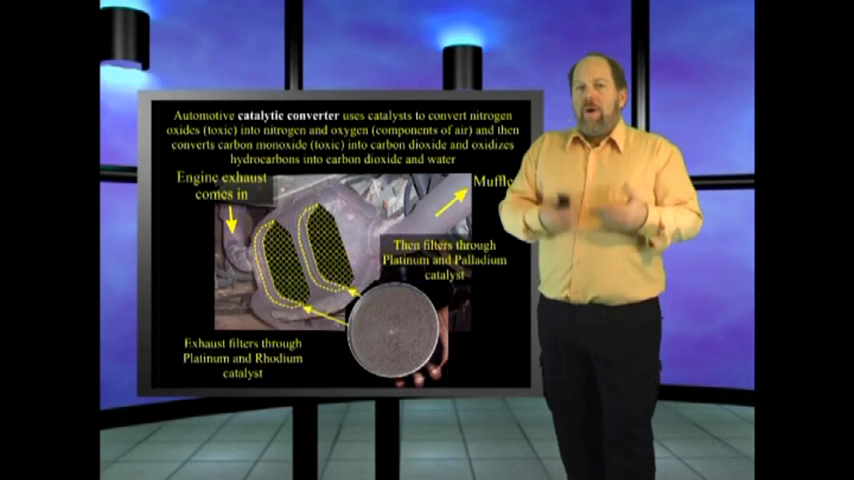 Automotive catalytic converter uses catalysts to convert nitrogen
oxides (toxic) into nitrogen and oxygen (components of air) and then
converts carbon monoxide (toxic) into carbon dioxide and oxidizes
hydrocarbons into carbon dioxide and water
Engine exhaust
comes in
Muffle
Then filters through
Platinum and Palladium
catalyst
Exhaust filters through
Platinum and Rhodium
catalyst